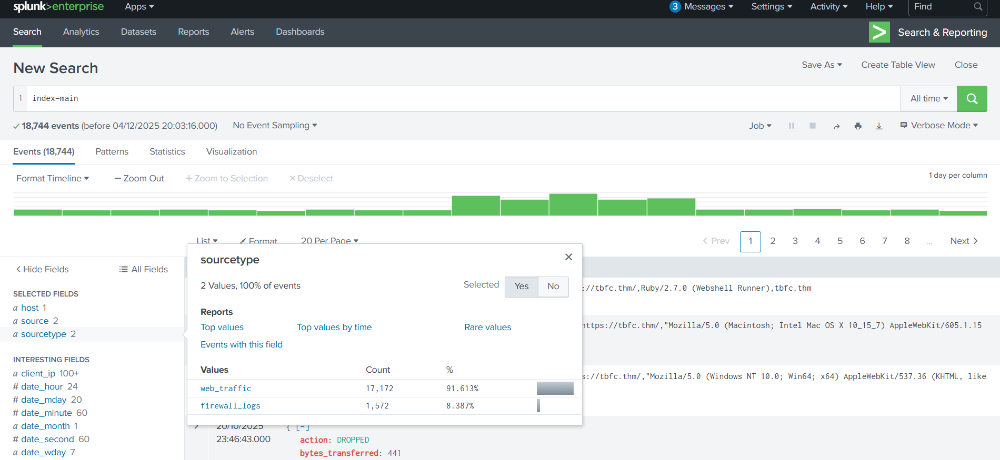 splunk>enterprise Apps 3 Messages Settings Activity Help Find
Search Analytics Datasets Reports Alerts Dashboards Search & Reporting
New Search Save As Create Table View Close
1 index=main All time
18,744 events (before 04/12/2025 20:03:16.000) No Event Sampling Job Verbose Mode
Events (18,744) Patterns Statistics Visualization
Format Timeline — Zoom Out + Zoom to Selection × Deselect 1 day per column
List Format 20 Per Page < Prev 1 2 3 4 5 6 7 8 ... Next >
< Hide Fields All Fields
SELECTED FIELDS
a host 1
a source 2
a sourcetype 2
INTERESTING FIELDS
a client_ip 100+
# date_hour 24
# date_mday 20
# date_minute 60
a date_month 1
# date_second 60
a date_wday 7
sourcetype ×
2 Values, 100% of events Selected Yes No
Reports
Top values Top values by time Rare values
Events with this field
Values Count %
web_traffic 17,172 91.613%
firewall_logs 1,572 8.387%
://tbfc.thm/,Ruby/2.7.0 (Webshell Runner),tbfc.thm
https://tbfc.thm/,"Mozilla/5.0 (Macintosh; Intel Mac OS X 10_15_7) AppleWebKit/605.1.15
s://tbfc.thm/,"Mozilla/5.0 (Windows NT 10.0; Win64; x64) AppleWebKit/537.36 (KHTML, like
> 20/10/2025 { [-]
23:46:43.000 action: DROPPED
bytes_transferred: 441